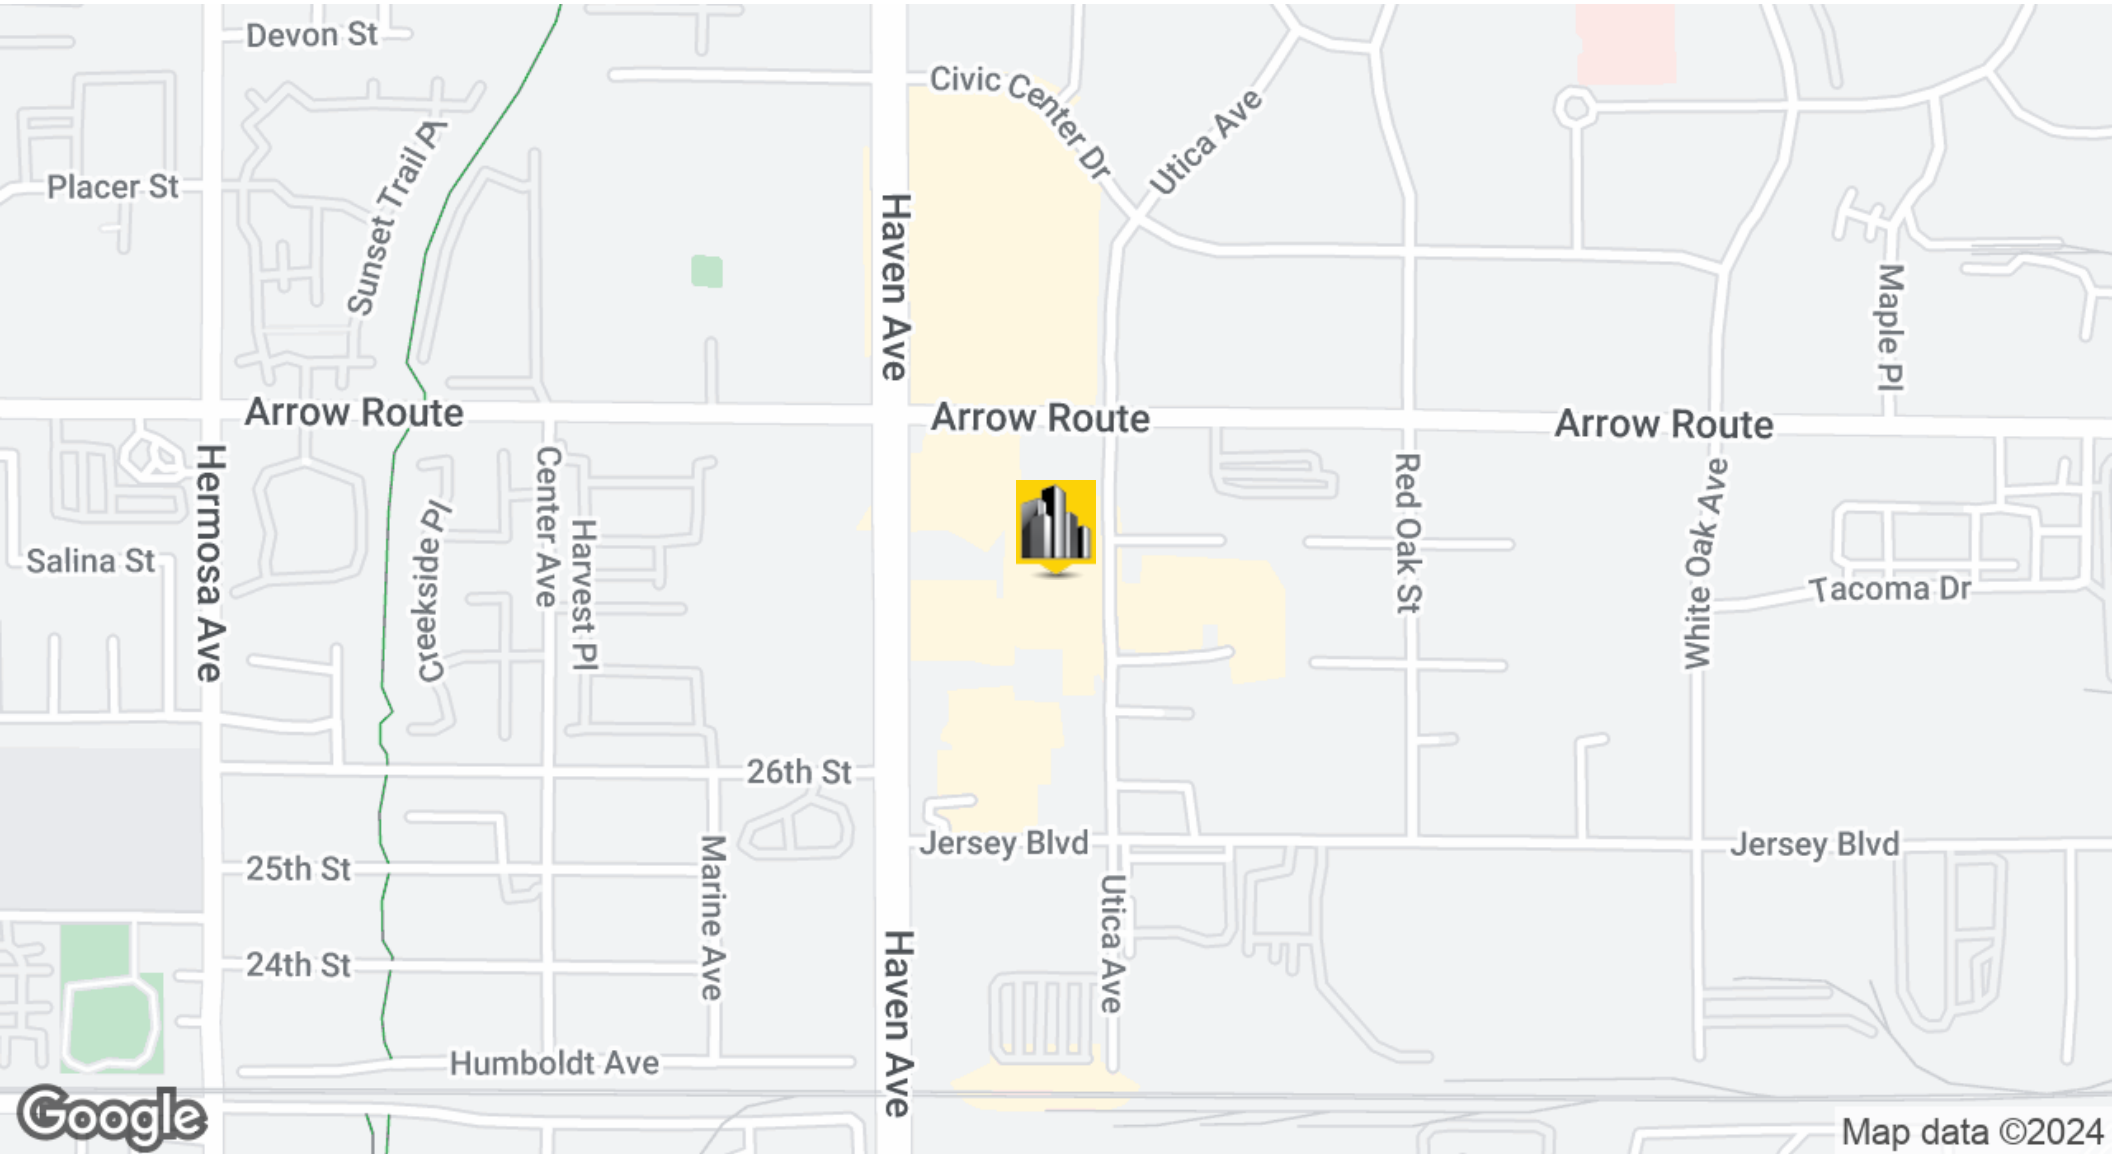 Devon St
Civic Center Dr
Utica Ave
Sunset Trail Pl
Placer St
Haven Ave
Maple Pl
Arrow Route
Arrow Route
Arrow Route
Hermosa Ave
Creekside Pl
Center Ave
Harvest Pl
Red Oak St
White Oak Ave
Salina St
Tacoma Dr
26th St
Jersey Blvd
Jersey Blvd
25th St
Marine Ave
Utica Ave
24th St
Haven Ave
Humboldt Ave
Google
Map data ©2024